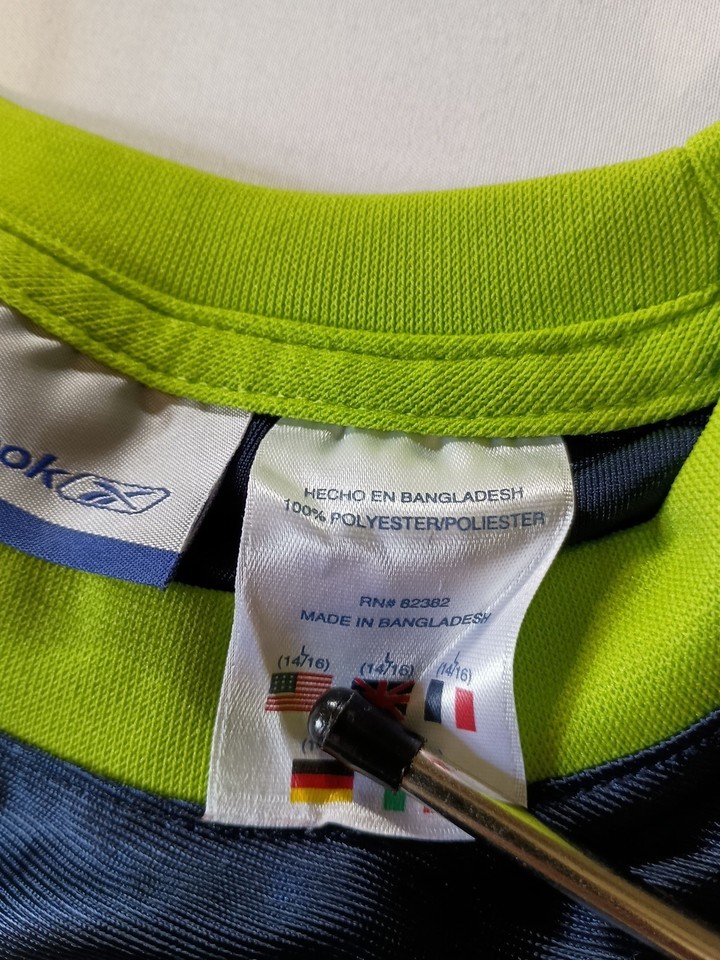 ok
HECHO EN BANGLADESH
100% POLYESTER/POLIESTER
RN# 82382
MADE IN BANGLADESH
L L L
(14/16) (14/16) (14/16)